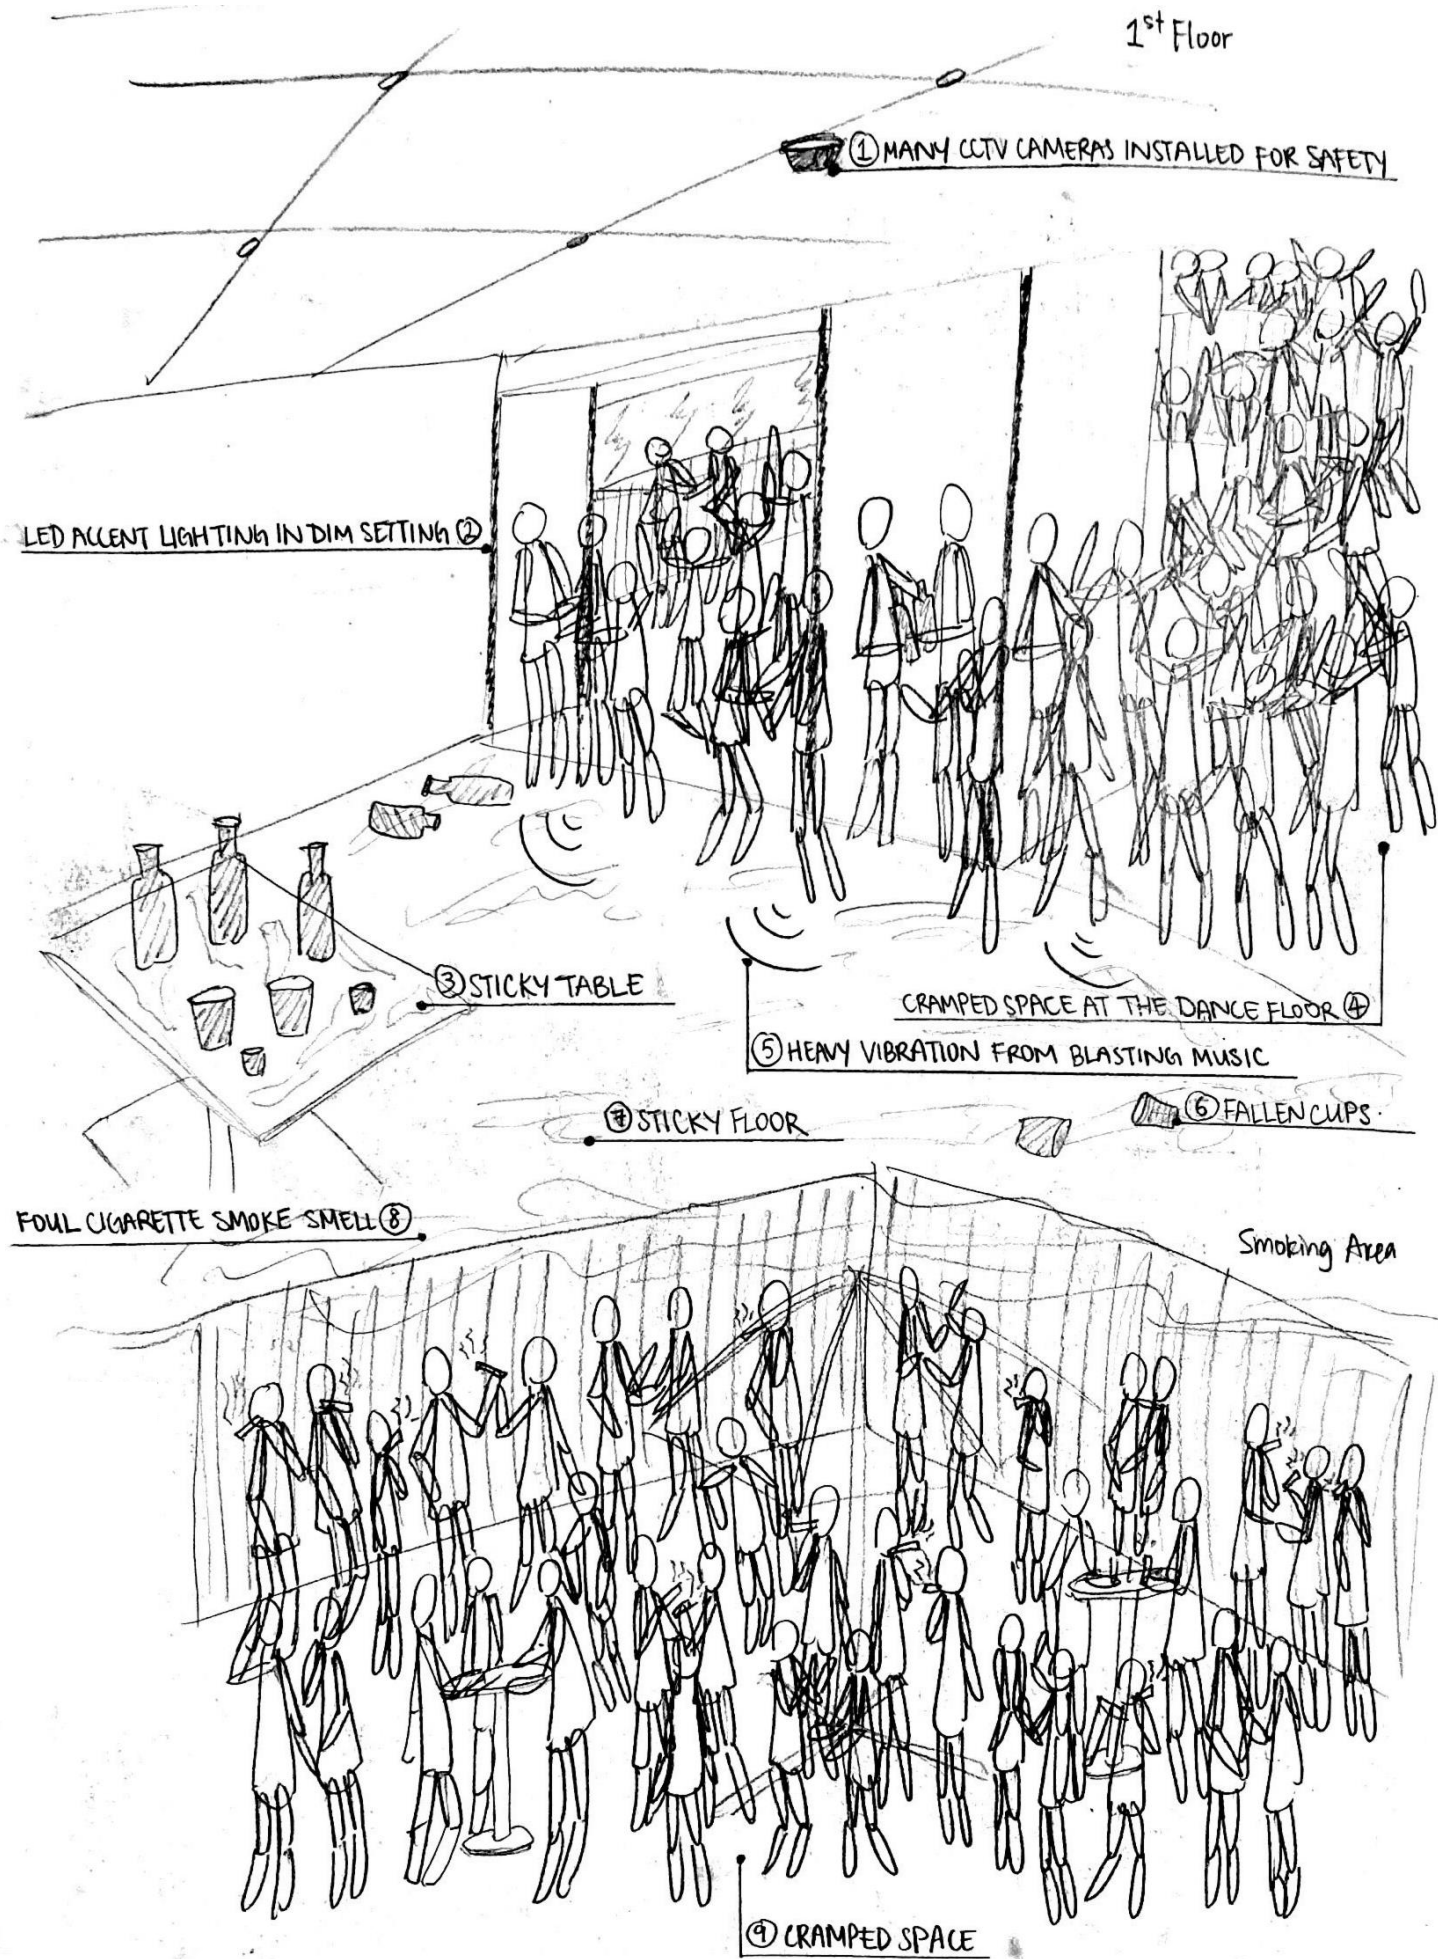 1st Floor
① MANY CCTV CAMERAS INSTALLED FOR SAFETY
LED ACCENT LIGHTING IN DIM SETTING ②
③ STICKY TABLE
CRAMPED SPACE AT THE DANCE FLOOR ④
⑤ HEAVY VIBRATION FROM BLASTING MUSIC
⑥ FALLEN CUPS.
⑦ STICKY FLOOR
FOUL CIGARETTE SMOKE SMELL ⑧
Smoking Area
⑨ CRAMPED SPACE